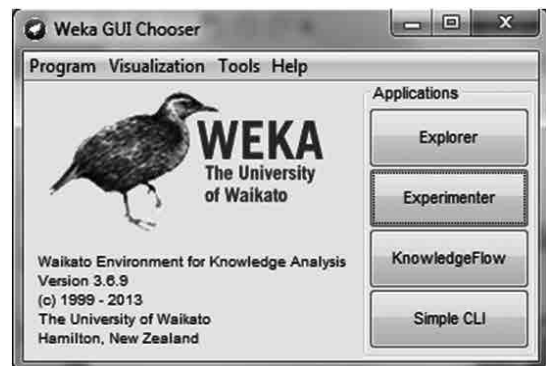 Weka GUI Chooser
Program Visualization Tools Help
WEKA
The University
of Waikato
Waikato Environment for Knowledge Analysis
Version 3.6.9
(c) 1999 - 2013
The University of Waikato
Hamilton, New Zealand
Applications
Explorer
Experimenter
KnowledgeFlow
Simple CLI